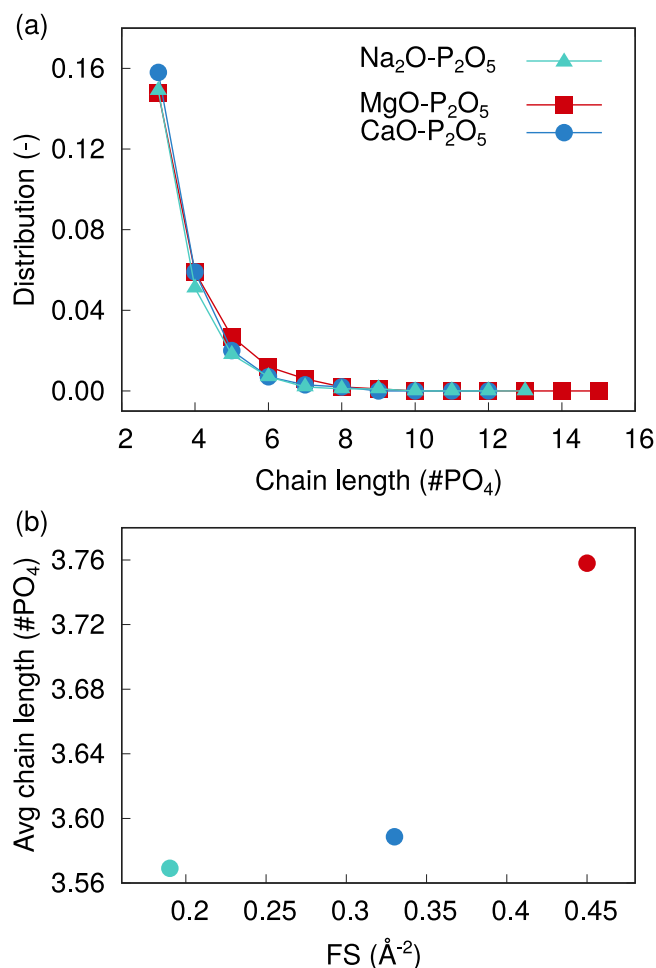 (a)
Na₂O-P₂O₅
MgO-P₂O₅
CaO-P₂O₅
Distribution (-)
0.16
0.12
0.08
0.04
0.00
2 4 6 8 10 12 14 16
Chain length (#PO₄)
(b)
Avg chain length (#PO₄)
3.76
3.72
3.68
3.64
3.60
3.56
0.2 0.25 0.3 0.35 0.4 0.45
FS (Å⁻²)